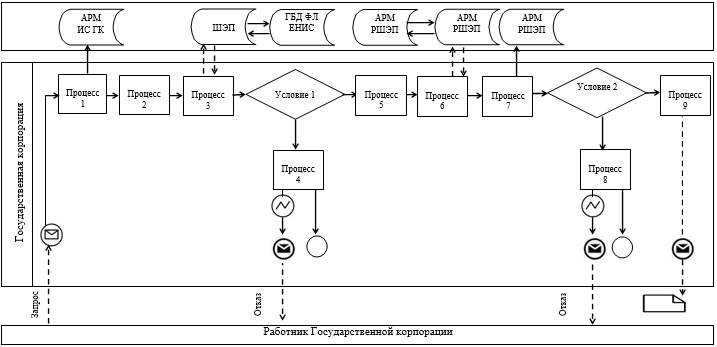 АРМ
ИС ГК
ШЭП
ГБД ФЛ
ЕНИС
АРМ
РШЭП
АРМ
РШЭП
АРМ
РШЭП
Государственная корпорация
Процесс
1
Процесс
2
Процесс
3
Условие 1
Процесс
5
Процесс
6
Процесс
7
Условие 2
Процесс
9
Процесс
4
Процесс
8
Запрос
Отказ
Отказ
Работник Государственной корпорации